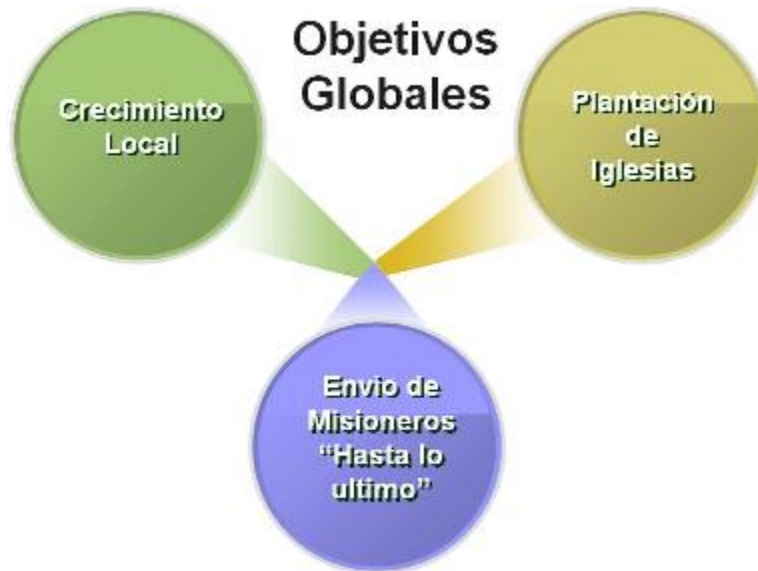 Objetivos
Globales
Crecimiento
Local
Plantación
de
Iglesias
Envio de
Misioneros
“Hasta lo
ultimo”